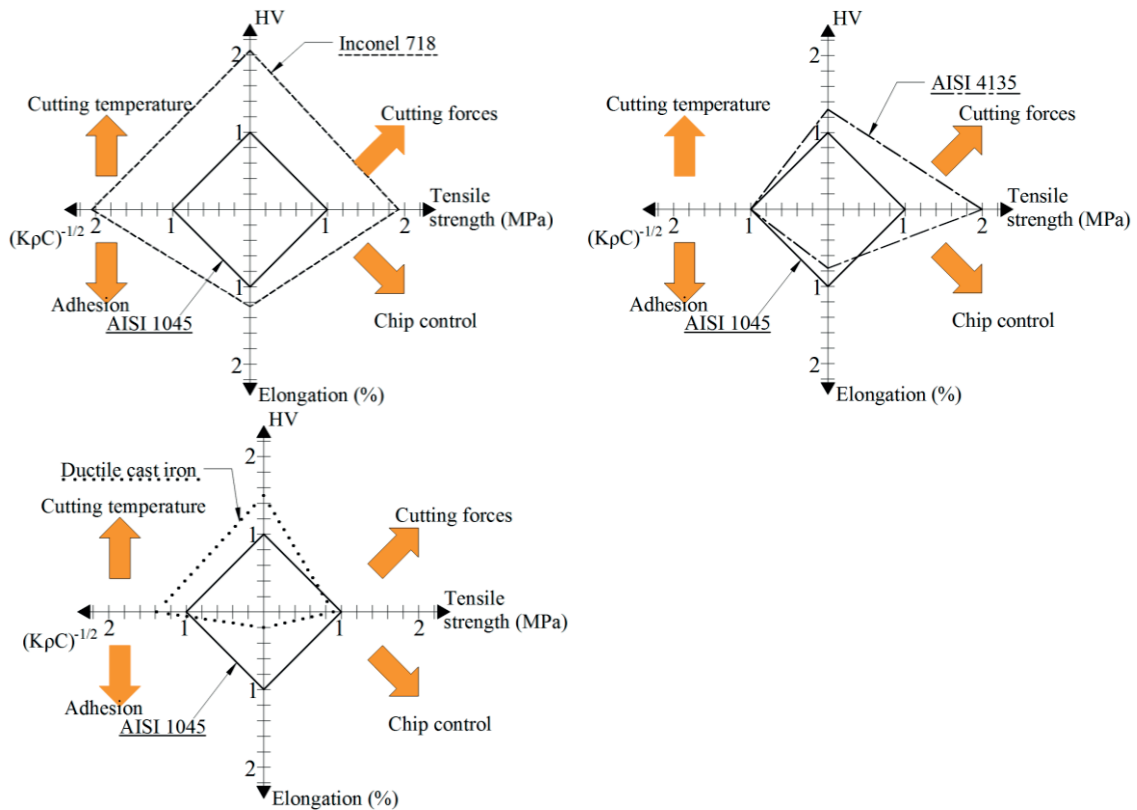 HV
2
Inconel 718
Cutting temperature
Cutting forces
1
Tensile
strength (MPa)
2
1
1
2
(KρC)-1/2
Adhesion
AISI 1045
1
Chip control
2
Elongation (%)
HV
2
AISI 4135
Cutting temperature
Cutting forces
1
Tensile
strength (MPa)
2
1
1
2
(KρC)-1/2
Adhesion
AISI 1045
1
Chip control
2
Elongation (%)
HV
2
Ductile cast iron
Cutting temperature
Cutting forces
1
Tensile
strength (MPa)
2
1
1
2
(KρC)-1/2
Adhesion
AISI 1045
1
Chip control
2
Elongation (%)